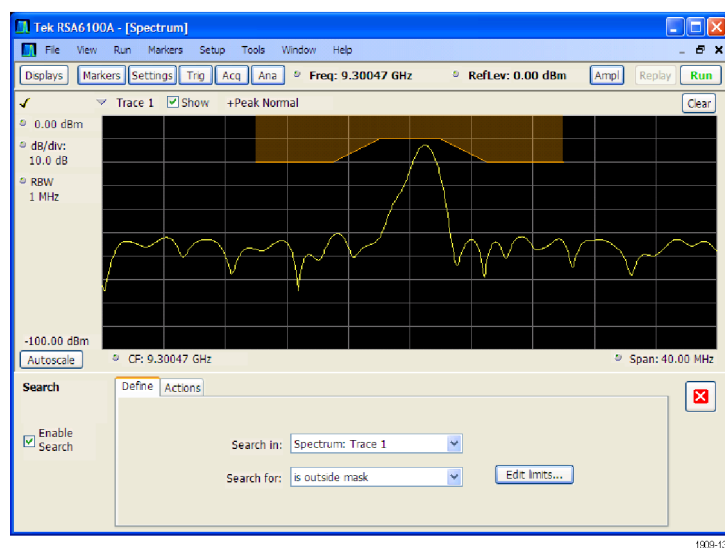 Tek RSA6100A - [Spectrum]
File View Run Markers Setup Tools Window Help
Displays Markers Settings Trig Acq Ana Freq: 9.30047 GHz RefLev: 0.00 dBm Ampl Replay Run
Trace 1 Show +Peak Normal Clear
0.00 dBm
dB/div:
10.0 dB
RBW
1 MHz
-100.00 dBm
Autoscale CF: 9.30047 GHz Span: 40.00 MHz
Search Define Actions
Enable
Search
Search in: Spectrum: Trace 1
Search for: is outside mask Edit limits...
1909-13